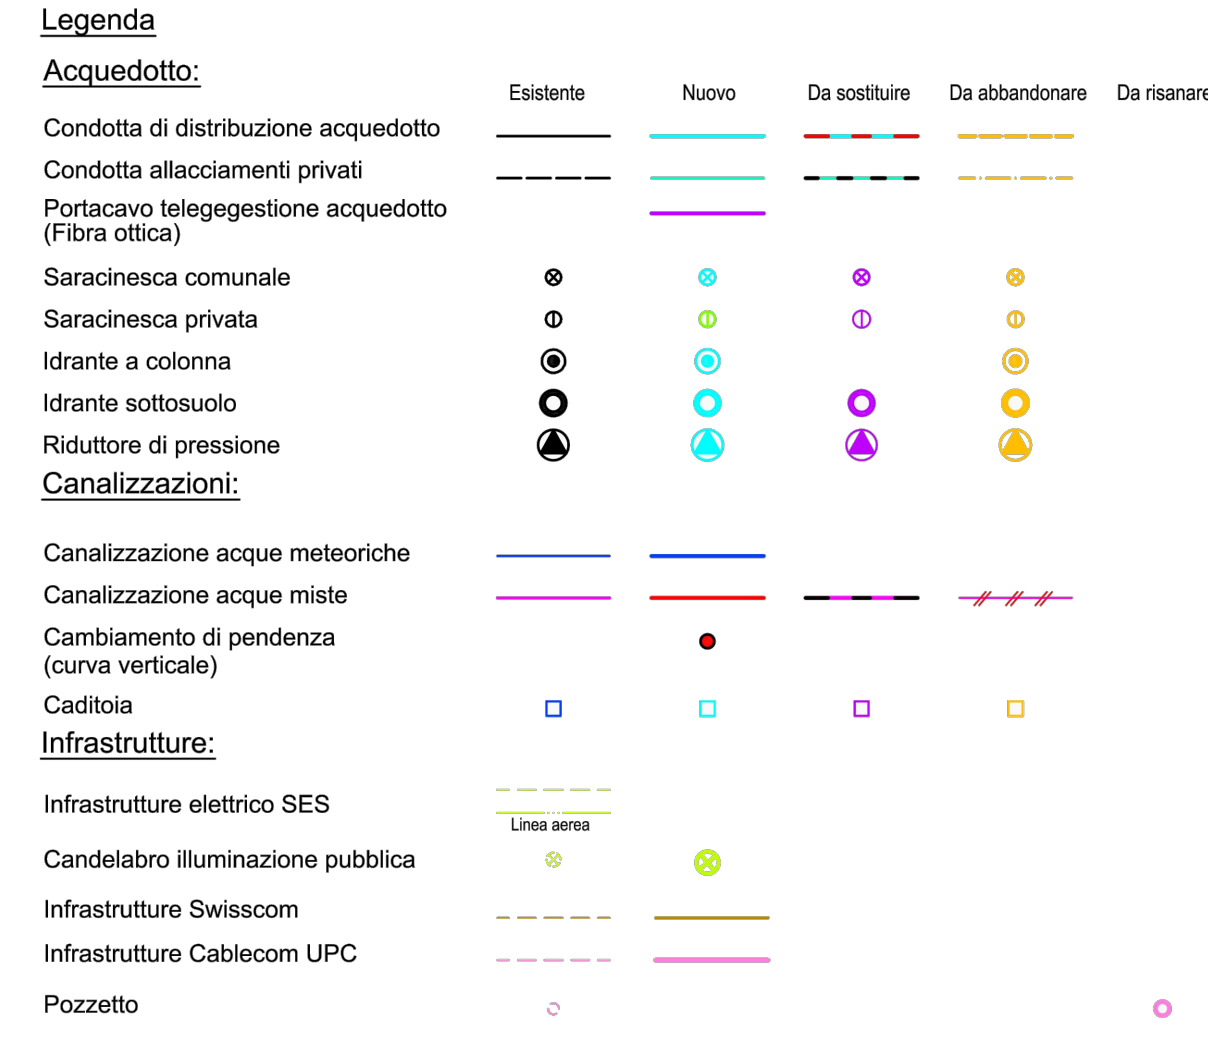 Legenda
Acquedotto:
Esistente Nuovo Da sostituire Da abbandonare Da risanare
Condotta di distribuzione acquedotto
Condotta allacciamenti privati
Portacavo telegegestione acquedotto
(Fibra ottica)
Saracinesca comunale
Saracinesca privata
Idrante a colonna
Idrante sottosuolo
Riduttore di pressione
Canalizzazioni:
Canalizzazione acque meteoriche
Canalizzazione acque miste
Cambiamento di pendenza
(curva verticale)
Caditoia
Infrastrutture:
Infrastrutture elettrico SES
Linea aerea
Candelabro illuminazione pubblica
Infrastrutture Swisscom
Infrastrutture Cablecom UPC
Pozzetto